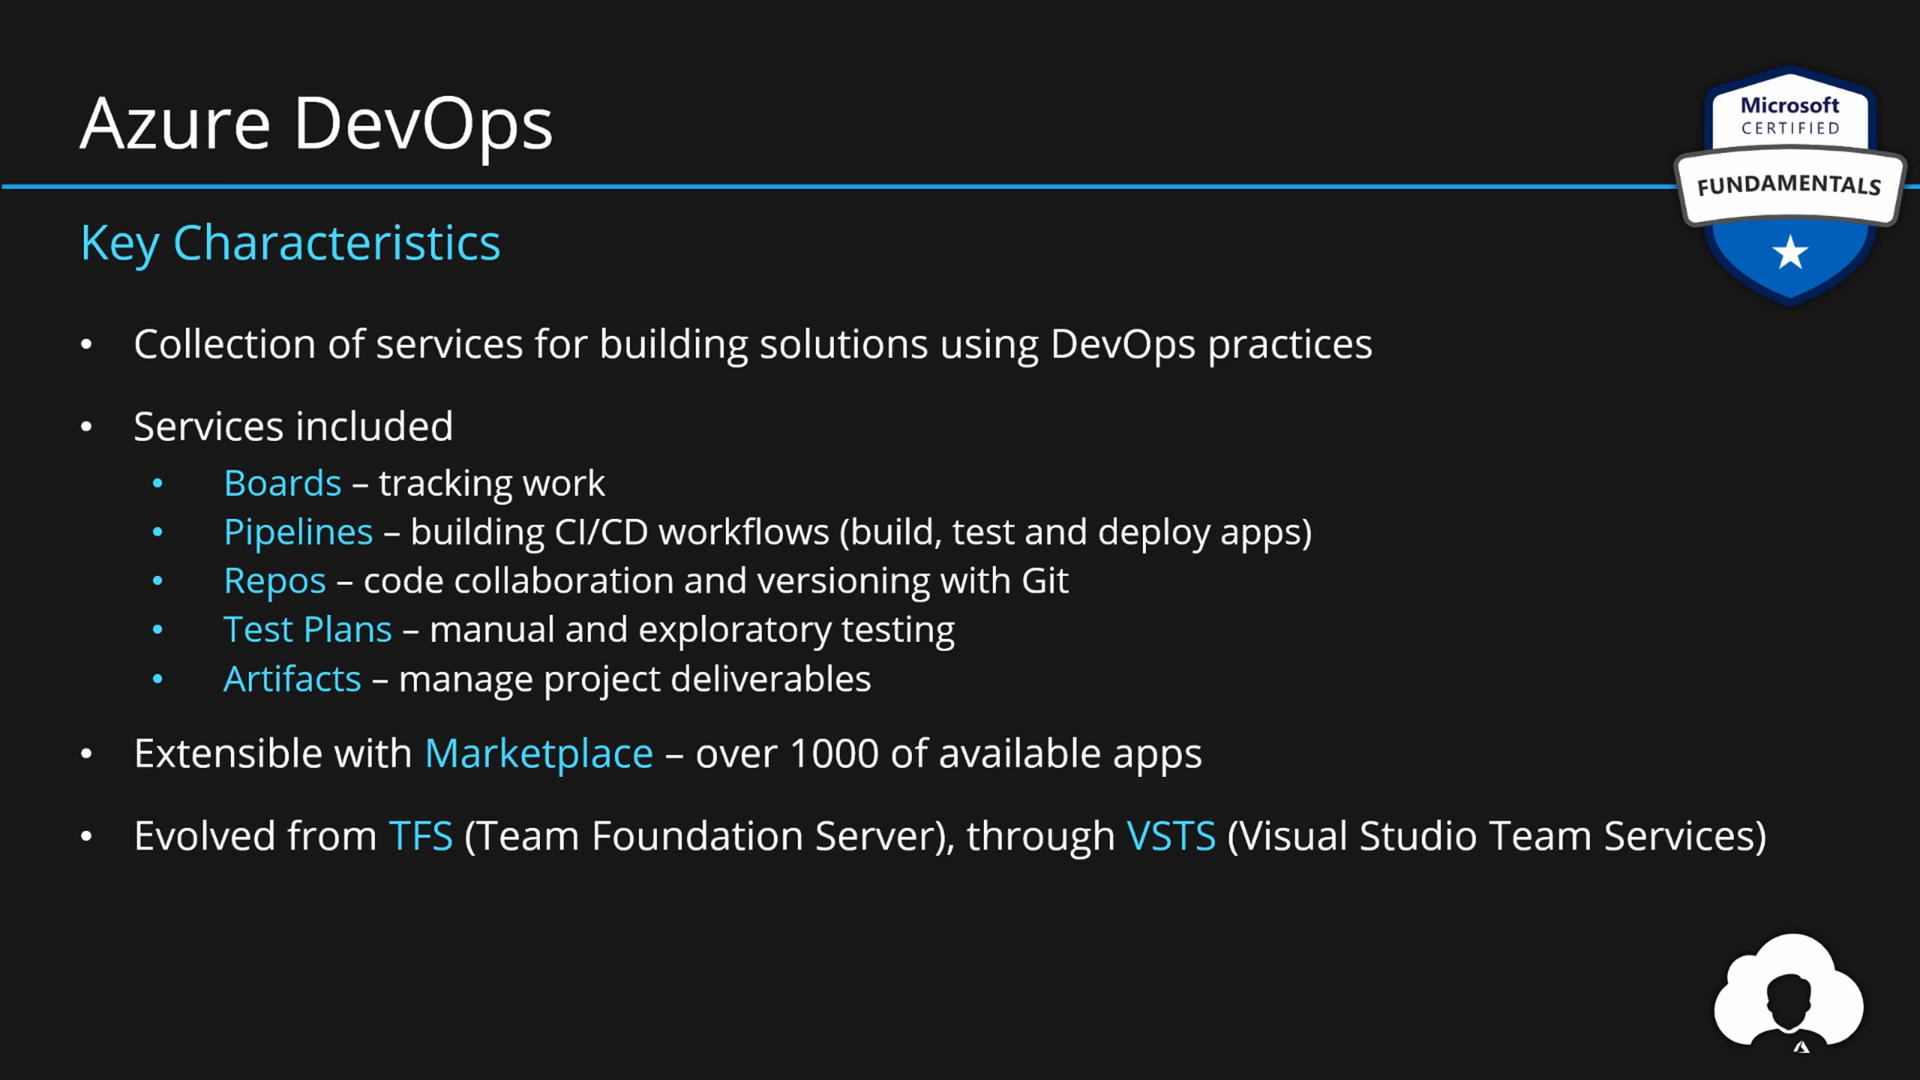 Azure DevOps
Microsoft
CERTIFIED
FUNDAMENTALS
Key Characteristics
• Collection of services for building solutions using DevOps practices
• Services included
• Boards – tracking work
• Pipelines – building CI/CD workflows (build, test and deploy apps)
• Repos – code collaboration and versioning with Git
• Test Plans – manual and exploratory testing
• Artifacts – manage project deliverables
• Extensible with Marketplace – over 1000 of available apps
• Evolved from TFS (Team Foundation Server), through VSTS (Visual Studio Team Services)